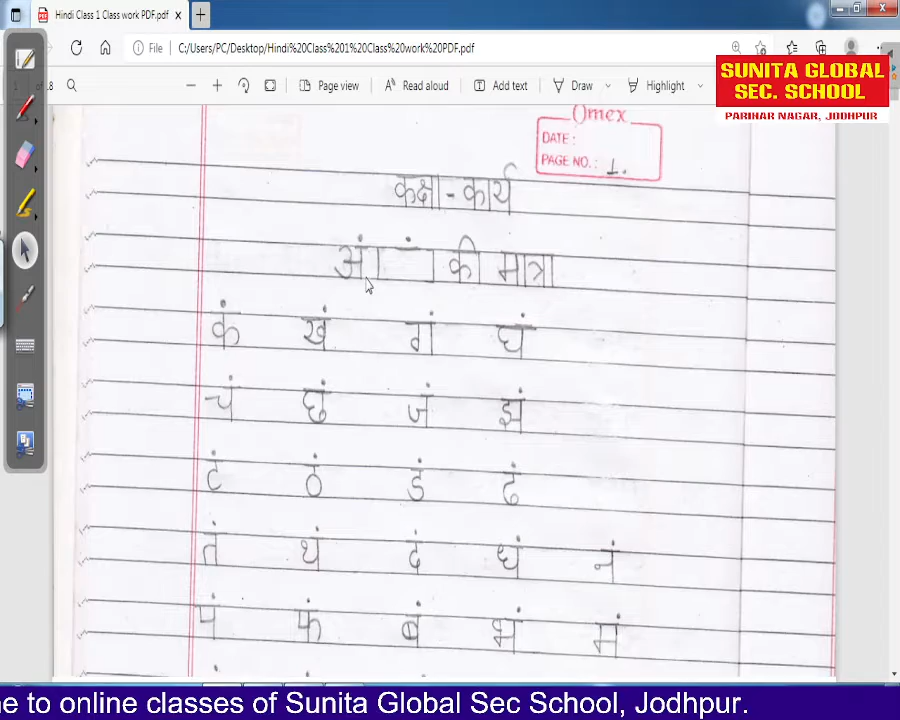 Hindi Class 1 Class work PDF.pdf
File C:/Users/PC/Desktop/Hindi%20Class%201%20Class%20work%20PDF.pdf
Page view Read aloud Add text Draw Highlight
SUNITA GLOBAL
SEC. SCHOOL
PARIHAR NAGAR, JODHPUR
Omex
DATE :
PAGE NO. : 1.
कक्षा - कार्य
अं। ं । की मात्रा
कं खं गं घं
चं छं जं झं
टं ठं डं ढं
तं थं दं धं नं
पं फं बं भं मं
me to online classes of Sunita Global Sec School, Jodhpur.